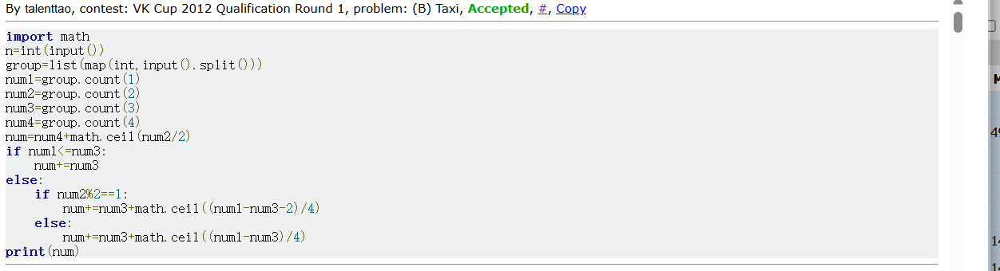 By talenttao, contest: VK Cup 2012 Qualification Round 1, problem: (B) Taxi, Accepted, #, Copy
import math
n=int(input())
group=list(map(int,input().split()))
num1=group.count(1)
num2=group.count(2)
num3=group.count(3)
num4=group.count(4)
num=num4+math.ceil(num2/2)
if num1<=num3:
    num+=num3
else:
    if num2%2==1:
        num+=num3+math.ceil((num1-num3-2)/4)
    else:
        num+=num3+math.ceil((num1-num3)/4)
print(num)